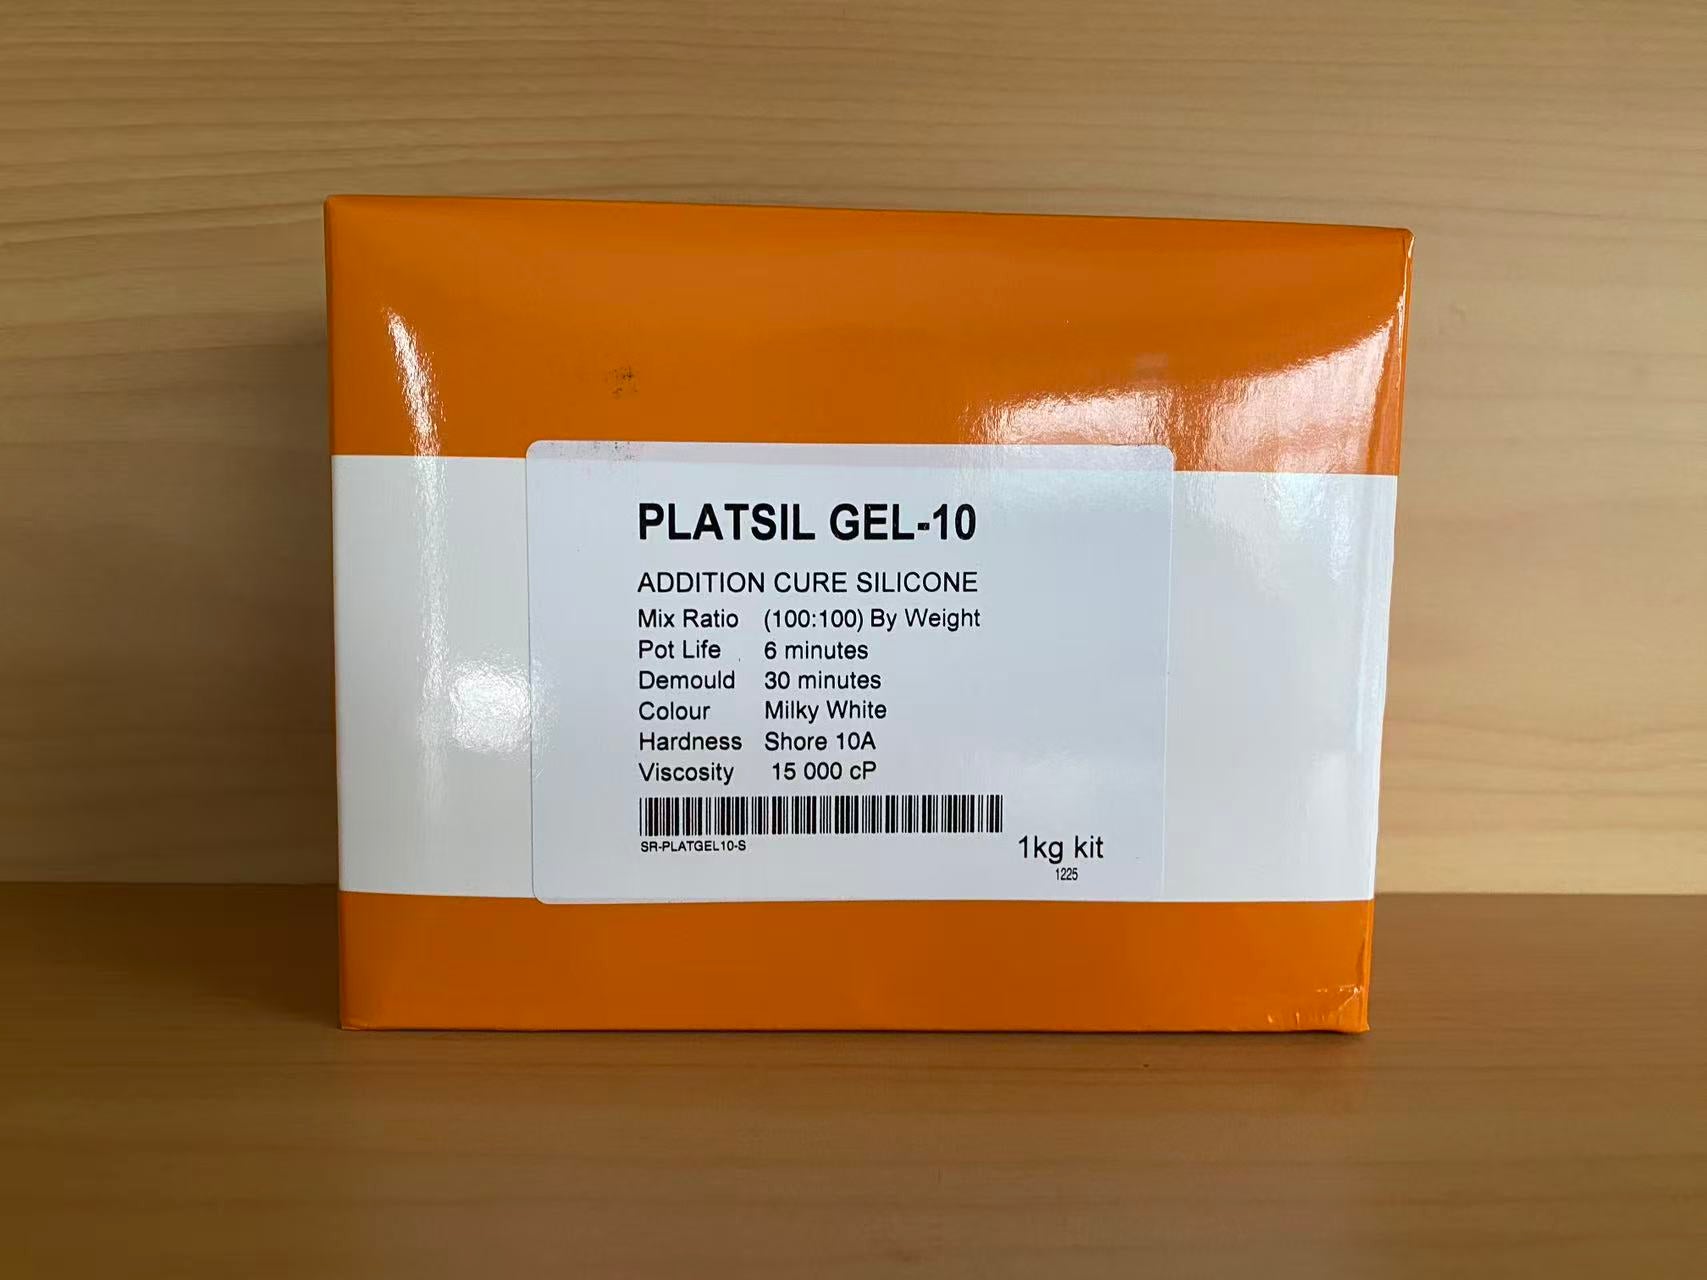 PLATSIL GEL-10
ADDITION CURE SILICONE
Mix Ratio (100:100) By Weight
Pot Life 6 minutes
Demould 30 minutes
Colour Milky White
Hardness Shore 10A
Viscosity 15 000 cP
SR-PLATGEL10-S
1kg kit
1225